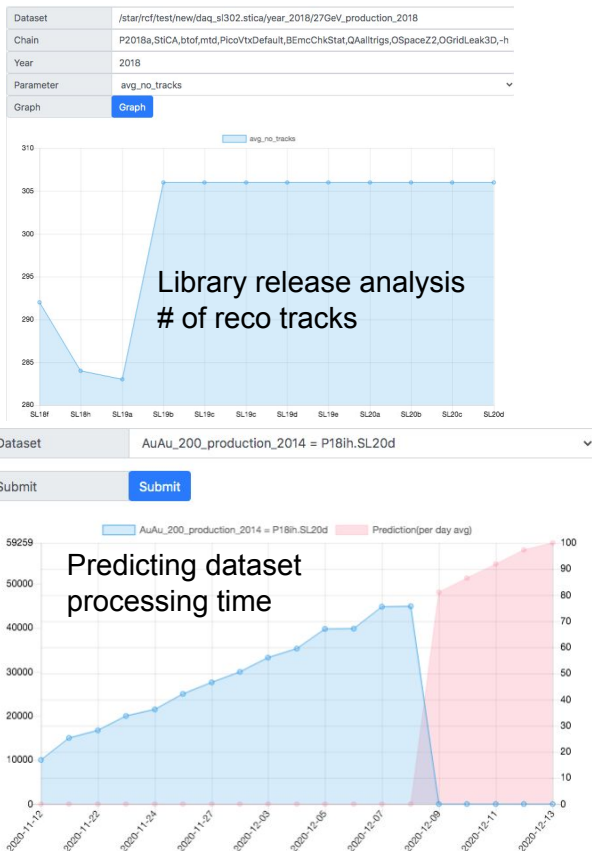 Dataset /star/rcf/test/new/daq_sl302.stica/year_2018/27GeV_production_2018
Chain P2018a,StiCA,btof,mtd,PicoVtxDefault,BEmcChkStat,QAalltrigs,OSpaceZ2,OGridLeak3D,-h
Year 2018
Parameter avg_no_tracks
Graph Graph
avg_no_tracks
310
305
300
295
290
285
280
Library release analysis
# of reco tracks
SL18f SL18h SL19a SL19b SL19c SL19c SL19d SL19e SL20a SL20b SL20c SL20d
Dataset AuAu_200_production_2014 = P18ih.SL20d
Submit Submit
AuAu_200_production_2014 = P18ih.SL20d Prediction(per day avg)
59259 100
90
50000
80
Predicting dataset
processing time
40000
70
60
30000
50
40
20000
30
10000
20
10
0 0
2020-11-12 2020-11-22 2020-11-24 2020-11-27 2020-12-03 2020-12-05 2020-12-07 2020-12-09 2020-12-11 2020-12-13